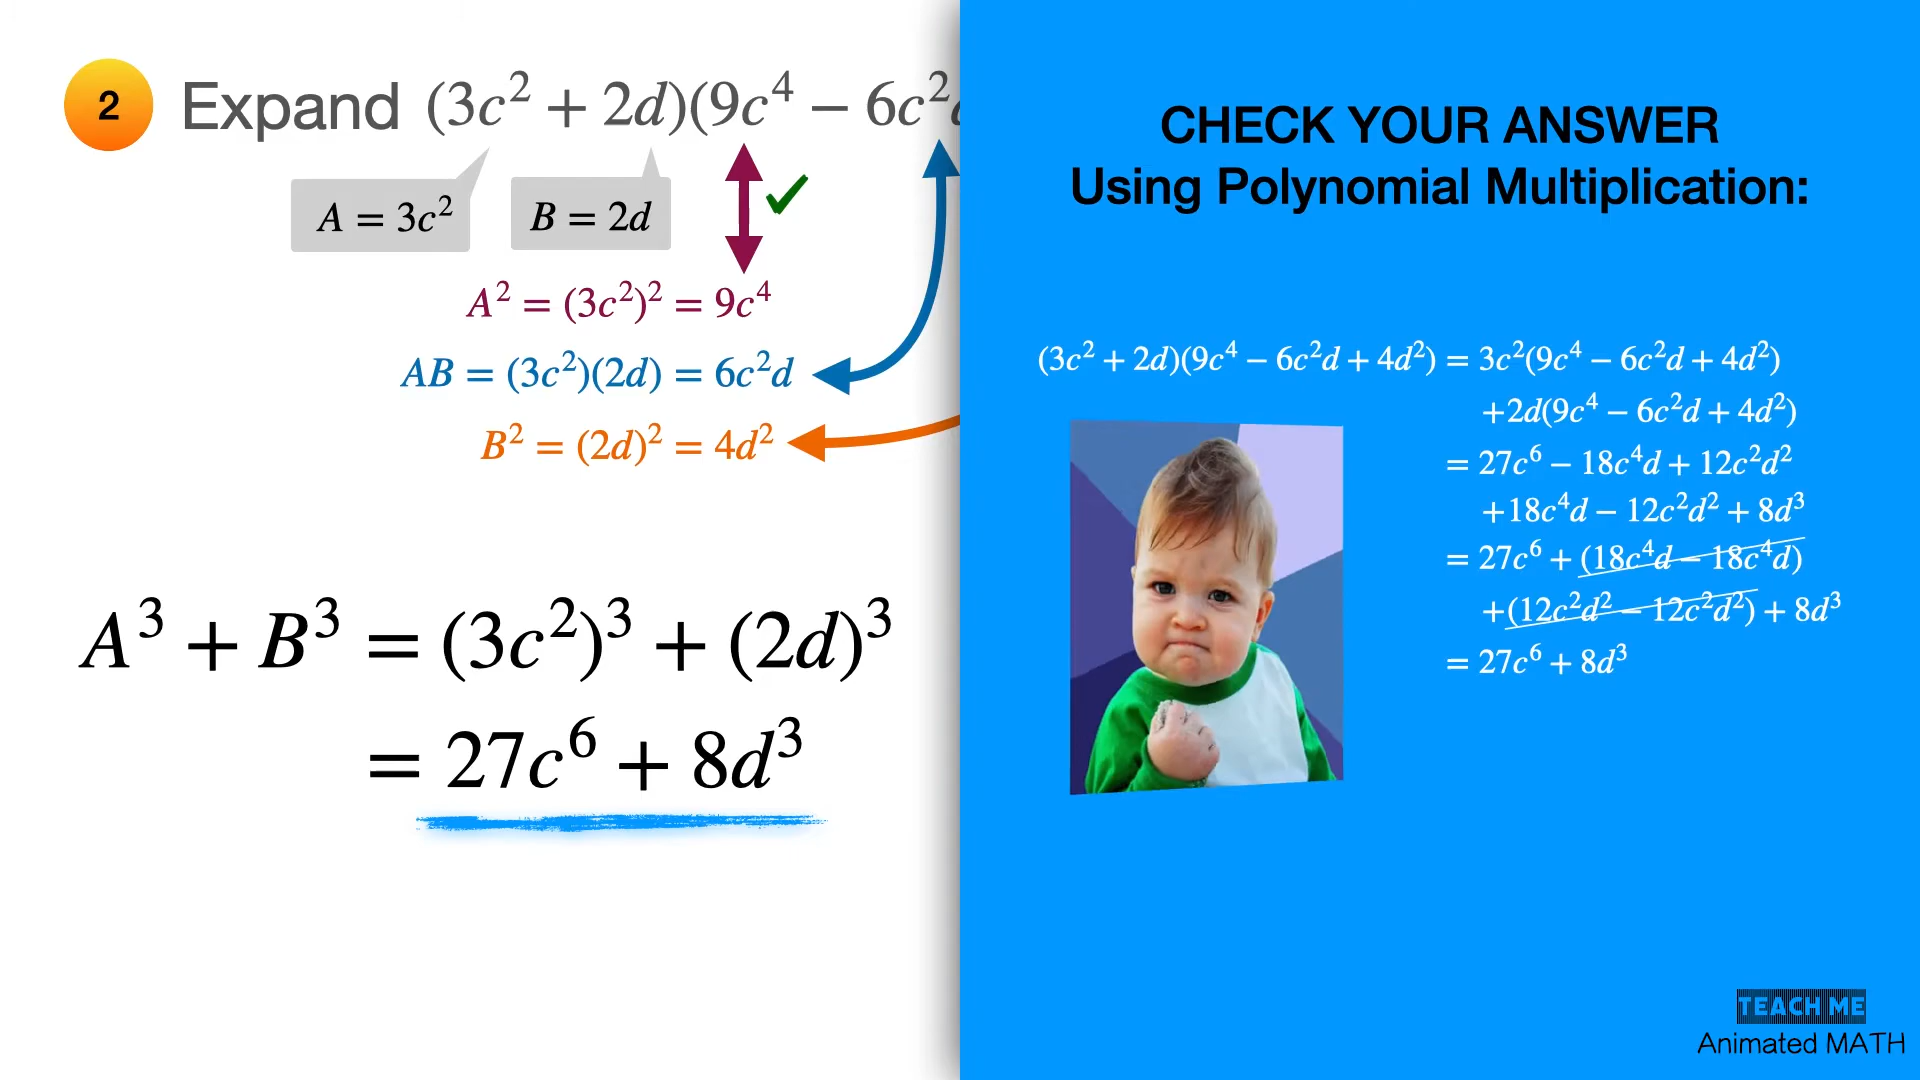 2
Expand (3c² + 2d)(9c⁴ − 6c²
A = 3c²
B = 2d
A² = (3c²)² = 9c⁴
AB = (3c²)(2d) = 6c²d
B² = (2d)² = 4d²
A³ + B³ = (3c²)³ + (2d)³
= 27c⁶ + 8d³
CHECK YOUR ANSWER
Using Polynomial Multiplication:
(3c² + 2d)(9c⁴ − 6c²d + 4d²) = 3c²(9c⁴ − 6c²d + 4d²)
+2d(9c⁴ − 6c²d + 4d²)
= 27c⁶ − 18c⁴d + 12c²d²
+18c⁴d − 12c²d² + 8d³
= 27c⁶ + (18c⁴d − 18c⁴d)
+(12c²d² − 12c²d²) + 8d³
= 27c⁶ + 8d³
TEACH ME
Animated MATH